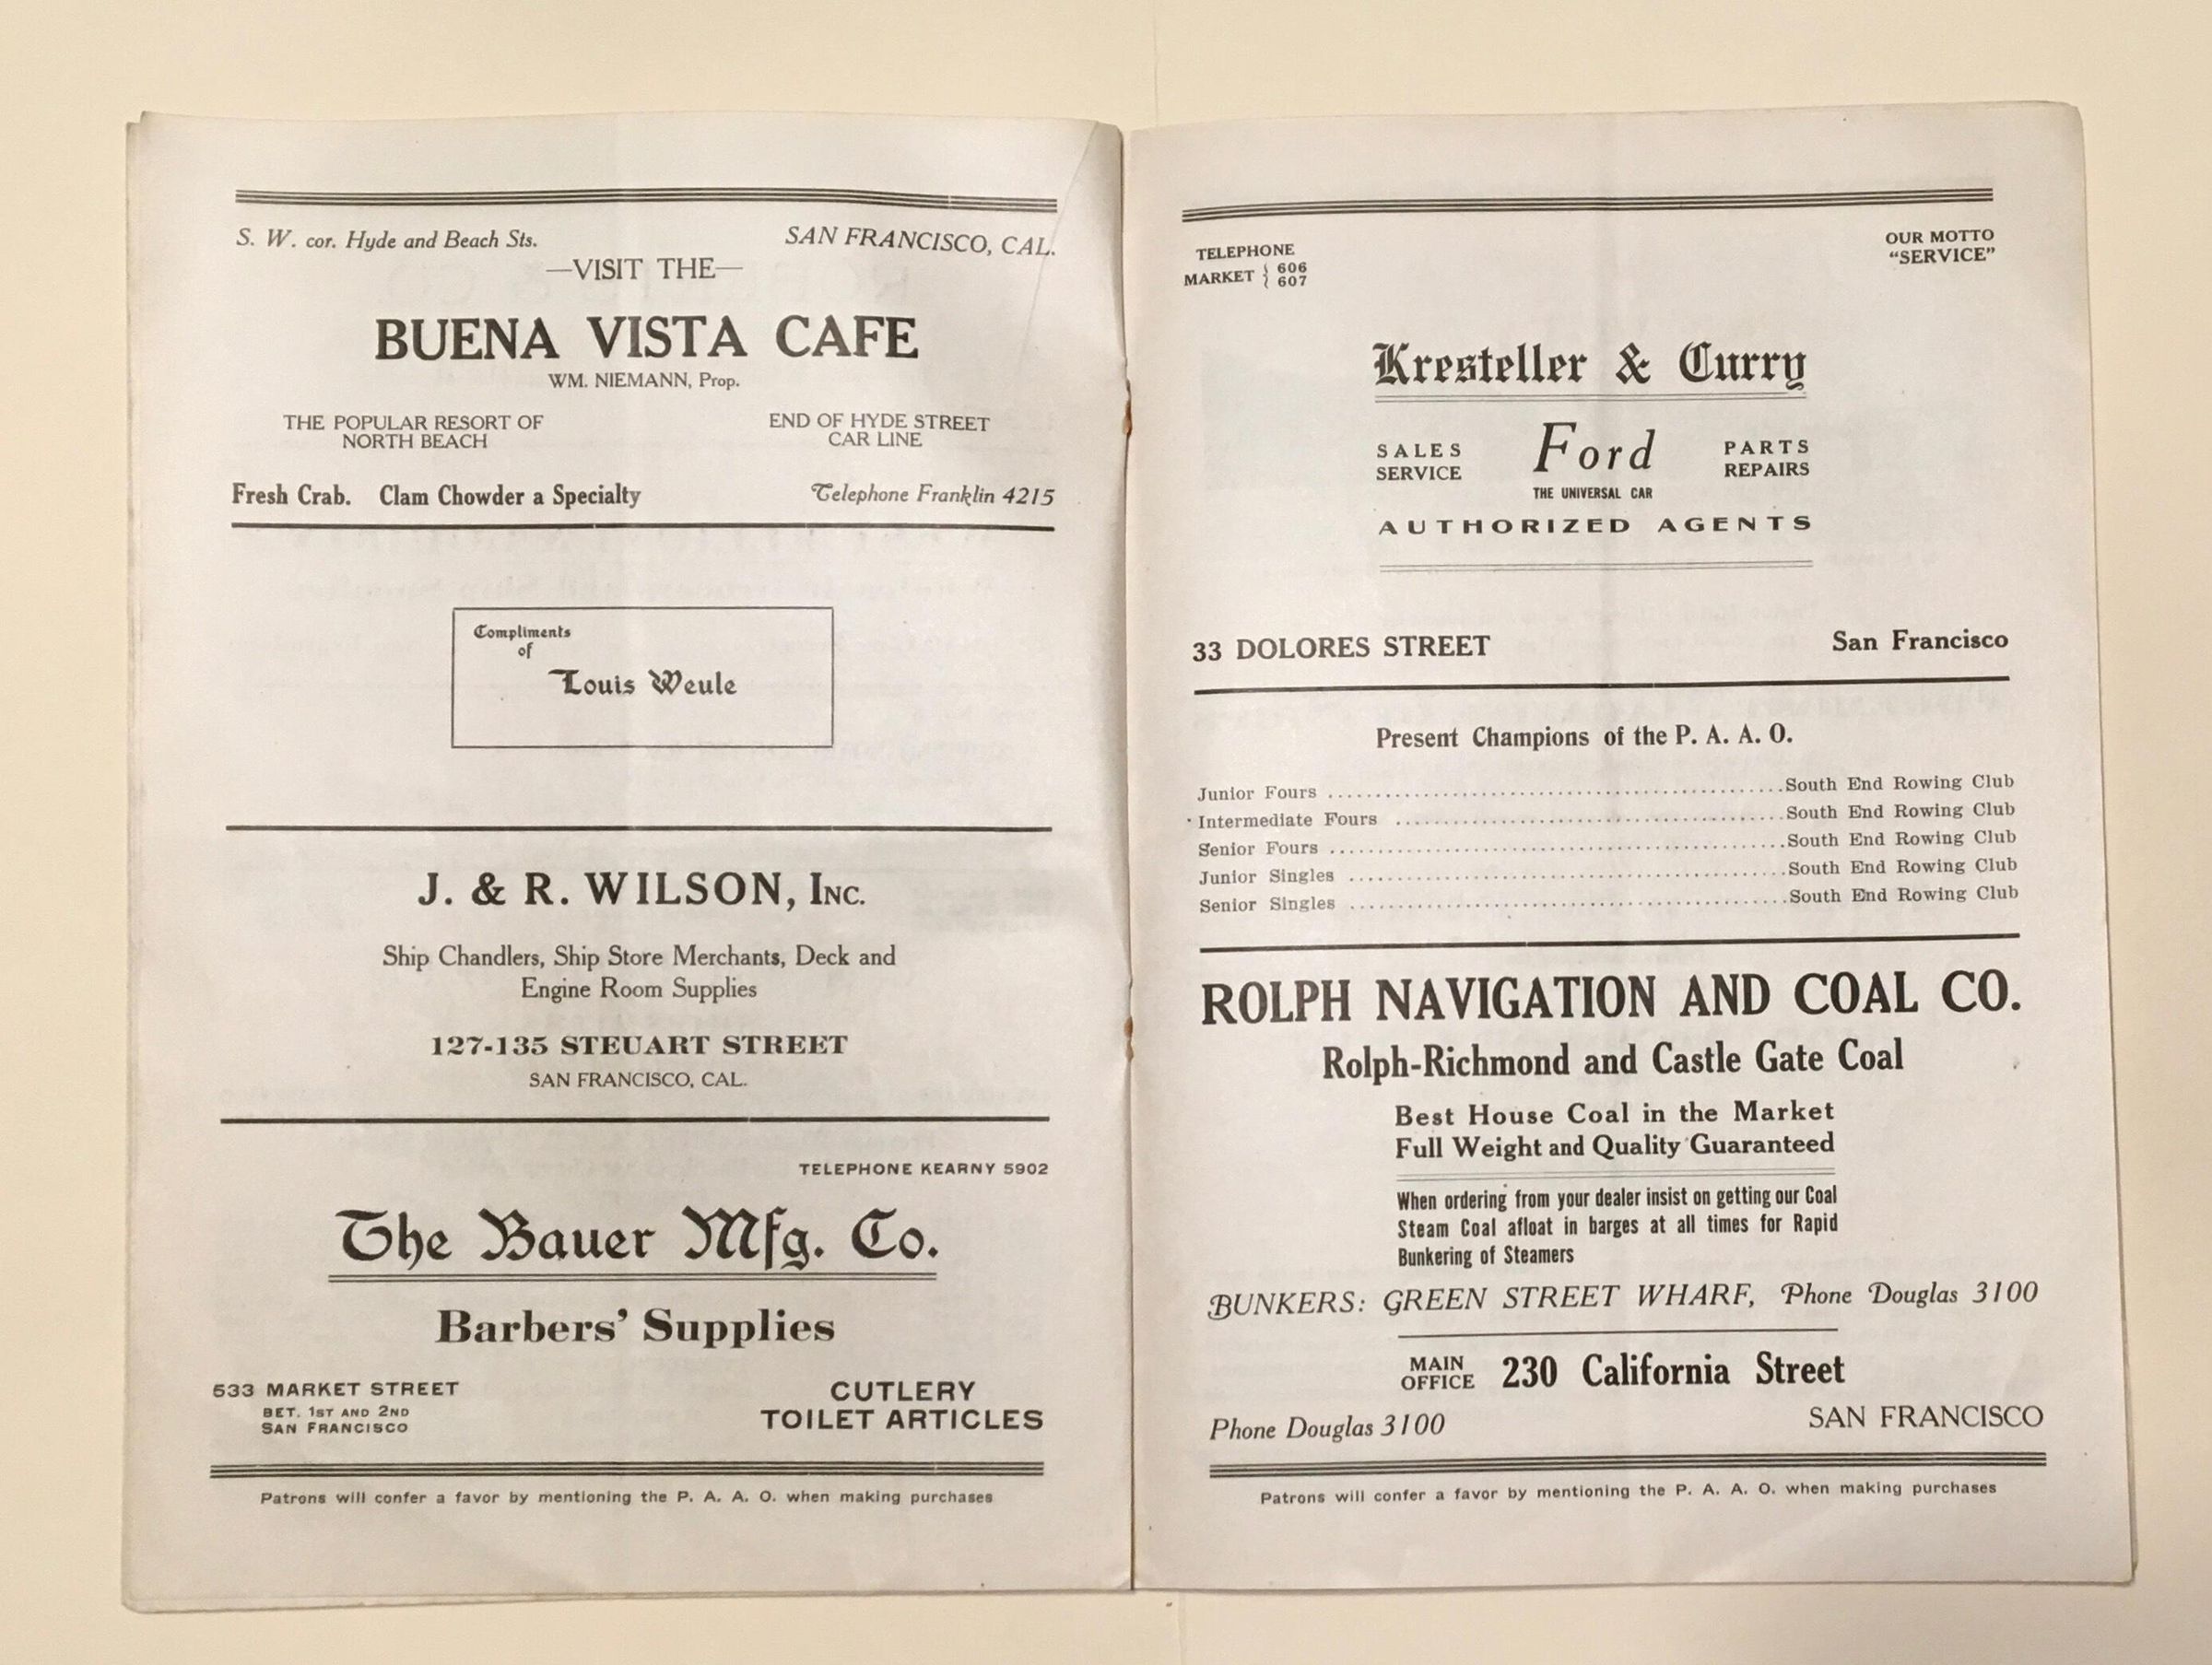 S. W. cor. Hyde and Beach Sts. SAN FRANCISCO, CAL.
—VISIT THE—
BUENA VISTA CAFE
WM. NIEMANN, Prop.
THE POPULAR RESORT OF
NORTH BEACH
END OF HYDE STREET
CAR LINE
Fresh Crab. Clam Chowder a Specialty Telephone Franklin 4215
Compliments
of
Louis Weule
J. & R. WILSON, INC.
Ship Chandlers, Ship Store Merchants, Deck and
Engine Room Supplies
127-135 STEUART STREET
SAN FRANCISCO, CAL.
TELEPHONE KEARNY 5902
The Bauer Mfg. Co.
Barbers' Supplies
533 MARKET STREET
BET. 1ST AND 2ND
SAN FRANCISCO
CUTLERY
TOILET ARTICLES
Patrons will confer a favor by mentioning the P. A. A. O. when making purchases
TELEPHONE
MARKET { 606
607
OUR MOTTO
"SERVICE"
Kresteller & Curry
SALES
SERVICE
Ford
THE UNIVERSAL CAR
PARTS
REPAIRS
AUTHORIZED AGENTS
33 DOLORES STREET San Francisco
Present Champions of the P. A. A. O.
Junior Fours ................................................South End Rowing Club
Intermediate Fours .........................................South End Rowing Club
Senior Fours ................................................South End Rowing Club
Junior Singles ..............................................South End Rowing Club
Senior Singles ..............................................South End Rowing Club
ROLPH NAVIGATION AND COAL CO.
Rolph-Richmond and Castle Gate Coal
Best House Coal in the Market
Full Weight and Quality Guaranteed
When ordering from your dealer insist on getting our Coal
Steam Coal afloat in barges at all times for Rapid
Bunkering of Steamers
BUNKERS: GREEN STREET WHARF, Phone Douglas 3100
MAIN
OFFICE 230 California Street
Phone Douglas 3100 SAN FRANCISCO
Patrons will confer a favor by mentioning the P. A. A. O. when making purchases